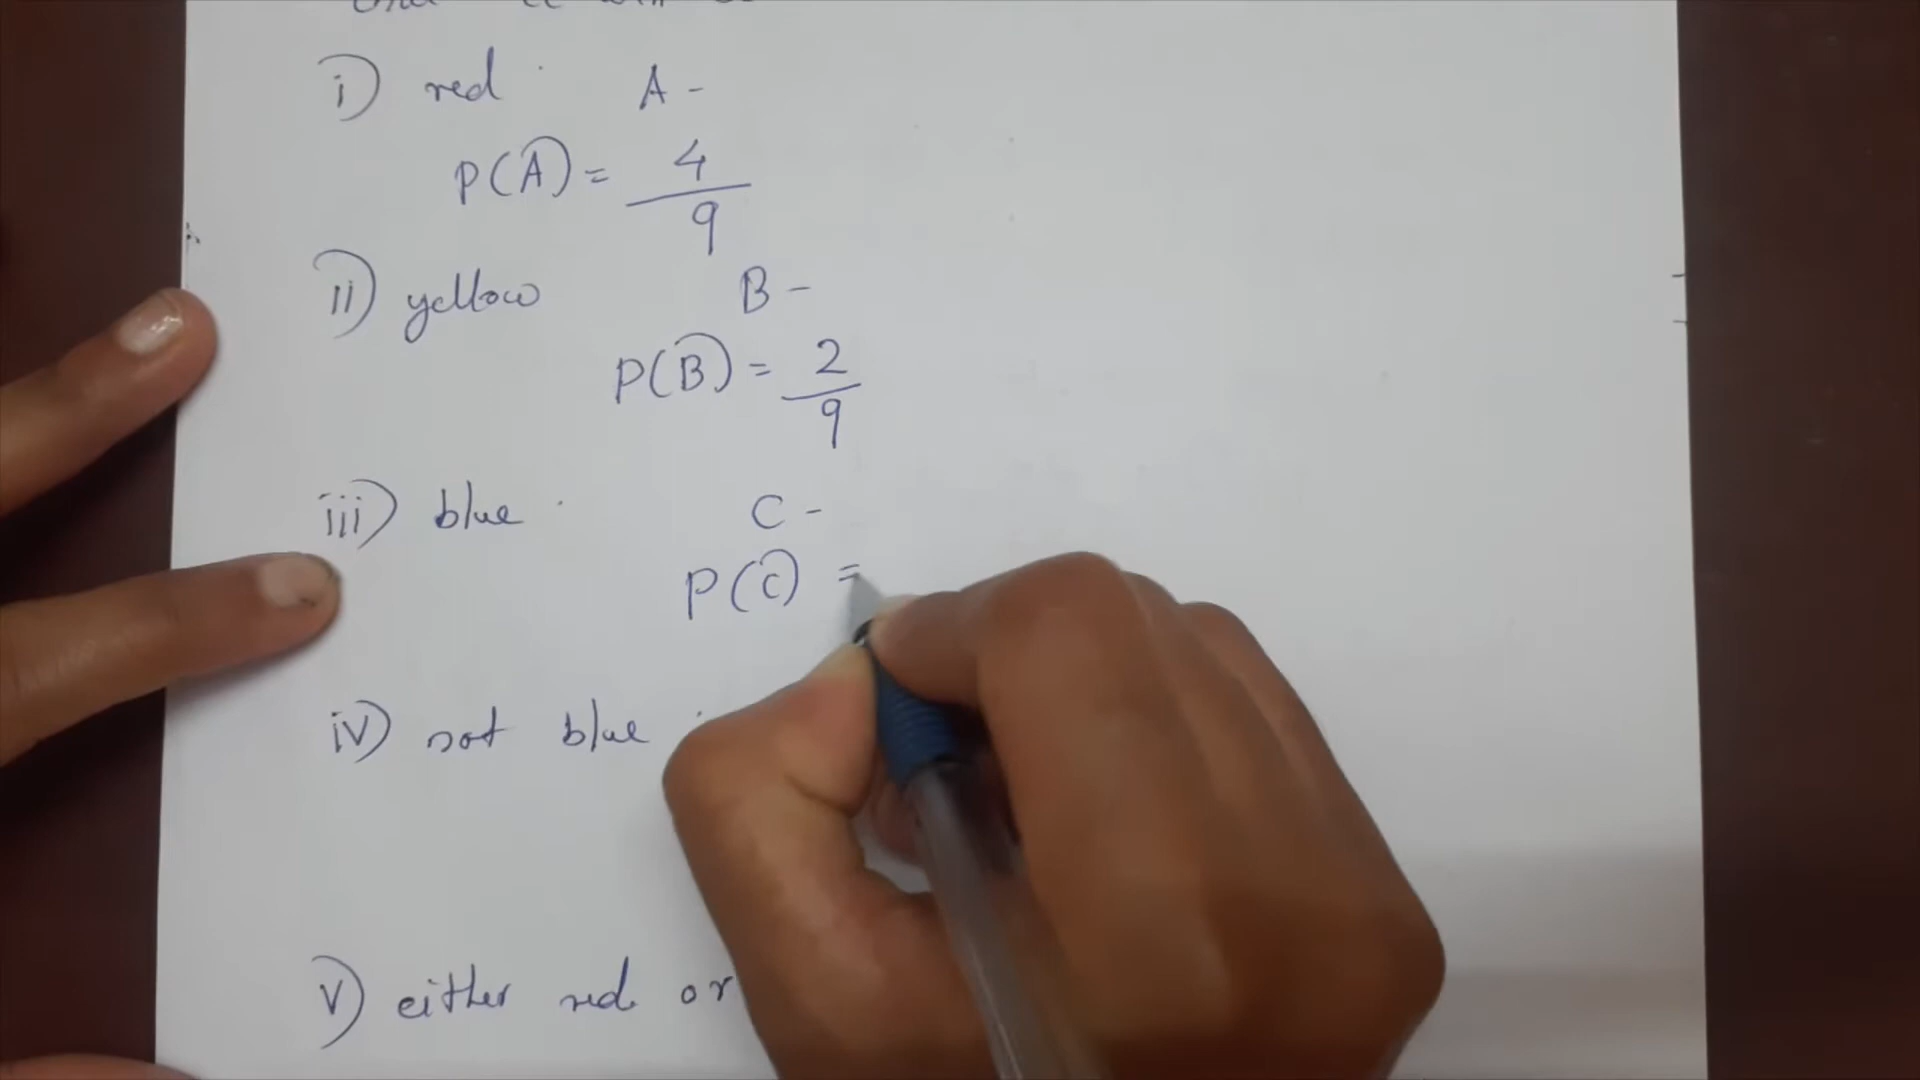 i) red A -
P(A) = 4/9
ii) yellow B -
P(B) = 2/9
iii) blue C -
P(C) =
iv) not blue
v) either red or